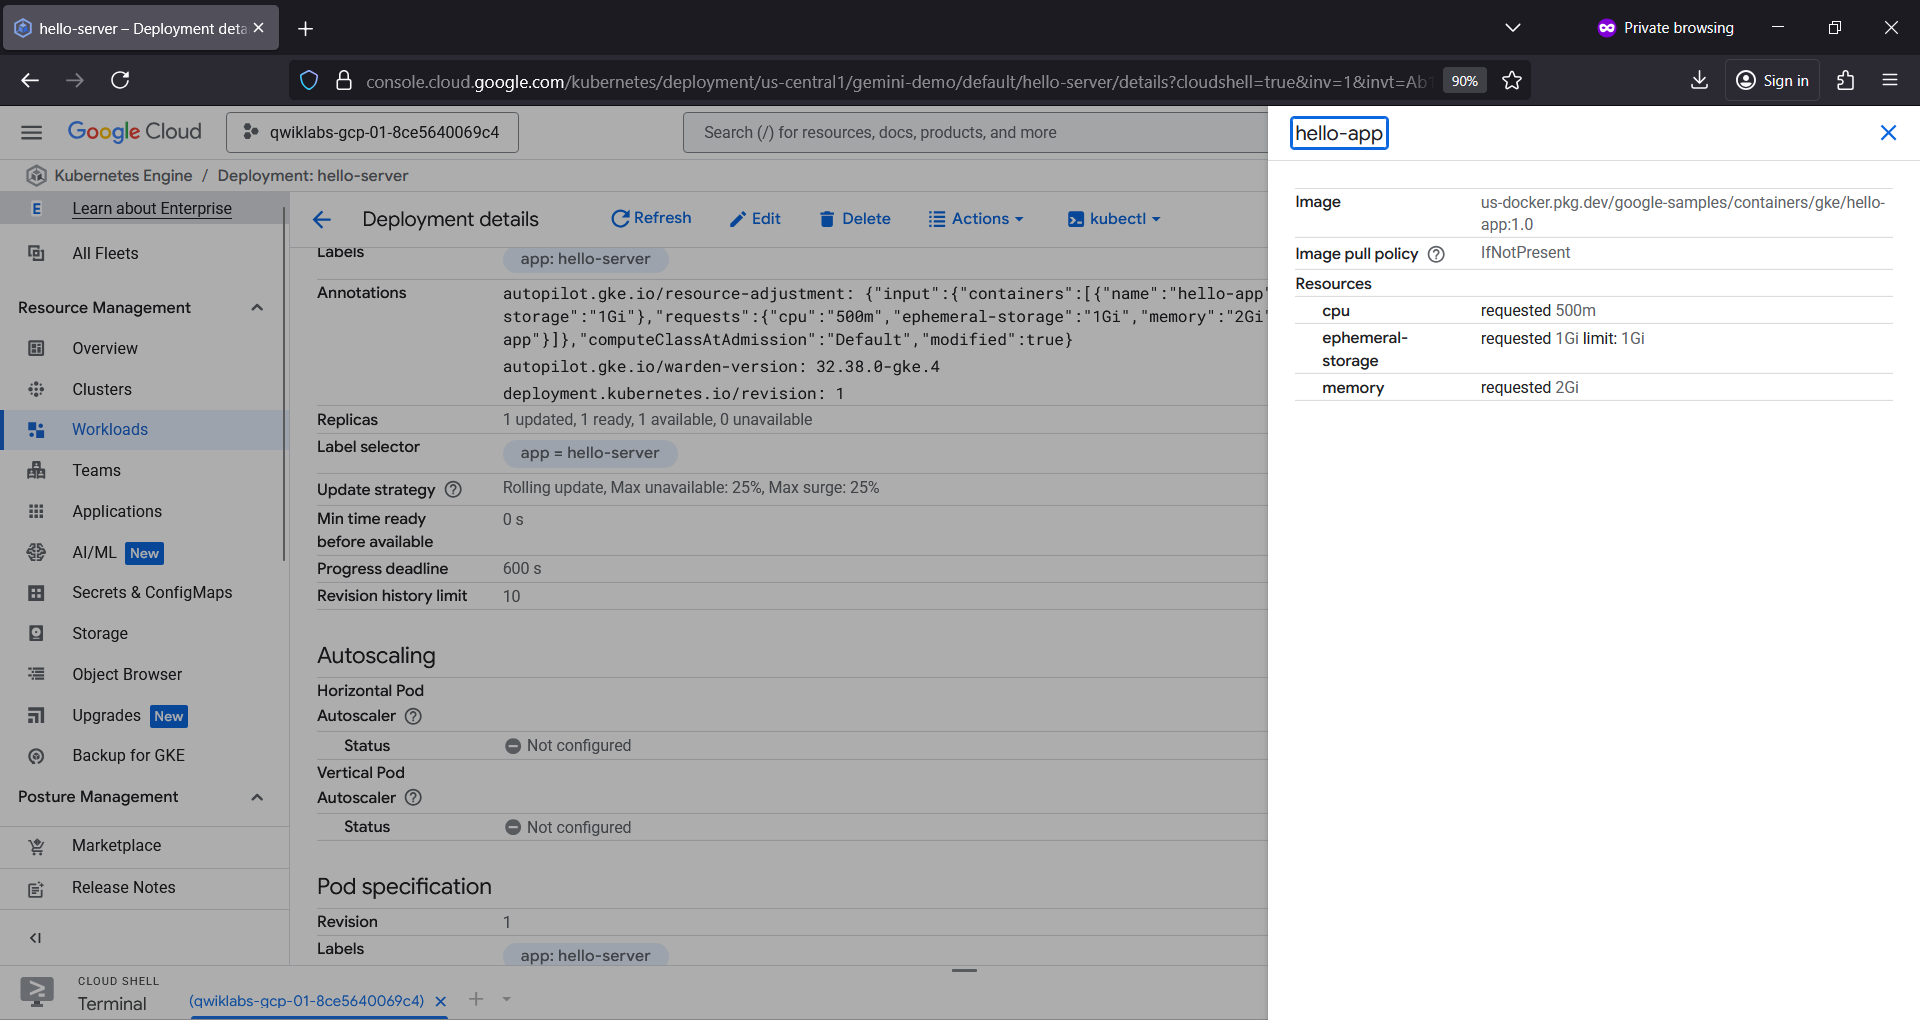 hello-server – Deployment deta
Private browsing
console.cloud.google.com/kubernetes/deployment/us-central1/gemini-demo/default/hello-server/details?cloudshell=true&inv=1&invt=Ab
90%
Sign in
Google Cloud
qwiklabs-gcp-01-8ce5640069c4
Search (/) for resources, docs, products, and more
Kubernetes Engine / Deployment: hello-server
E Learn about Enterprise
All Fleets
Resource Management
Overview
Clusters
Workloads
Teams
Applications
AI/ML New
Secrets & ConfigMaps
Storage
Object Browser
Upgrades New
Backup for GKE
Posture Management
Marketplace
Release Notes
Deployment details
Refresh
Edit
Delete
Actions
kubectl
Labels app: hello-server
Annotations autopilot.gke.io/resource-adjustment: {"input":{"containers":[{"name":"hello-app"
storage":"1Gi"},"requests":{"cpu":"500m","ephemeral-storage":"1Gi","memory":"2Gi"
app"}]},"computeClassAtAdmission":"Default","modified":true}
autopilot.gke.io/warden-version: 32.38.0-gke.4
deployment.kubernetes.io/revision: 1
Replicas 1 updated, 1 ready, 1 available, 0 unavailable
Label selector app = hello-server
Update strategy Rolling update, Max unavailable: 25%, Max surge: 25%
Min time ready 0 s
before available
Progress deadline 600 s
Revision history limit 10
Autoscaling
Horizontal Pod
Autoscaler
Status Not configured
Vertical Pod
Autoscaler
Status Not configured
Pod specification
Revision 1
Labels app: hello-server
hello-app
Image us-docker.pkg.dev/google-samples/containers/gke/hello-
app:1.0
Image pull policy IfNotPresent
Resources
cpu requested 500m
ephemeral- requested 1Gi limit: 1Gi
storage
memory requested 2Gi
CLOUD SHELL
Terminal
(qwiklabs-gcp-01-8ce5640069c4)